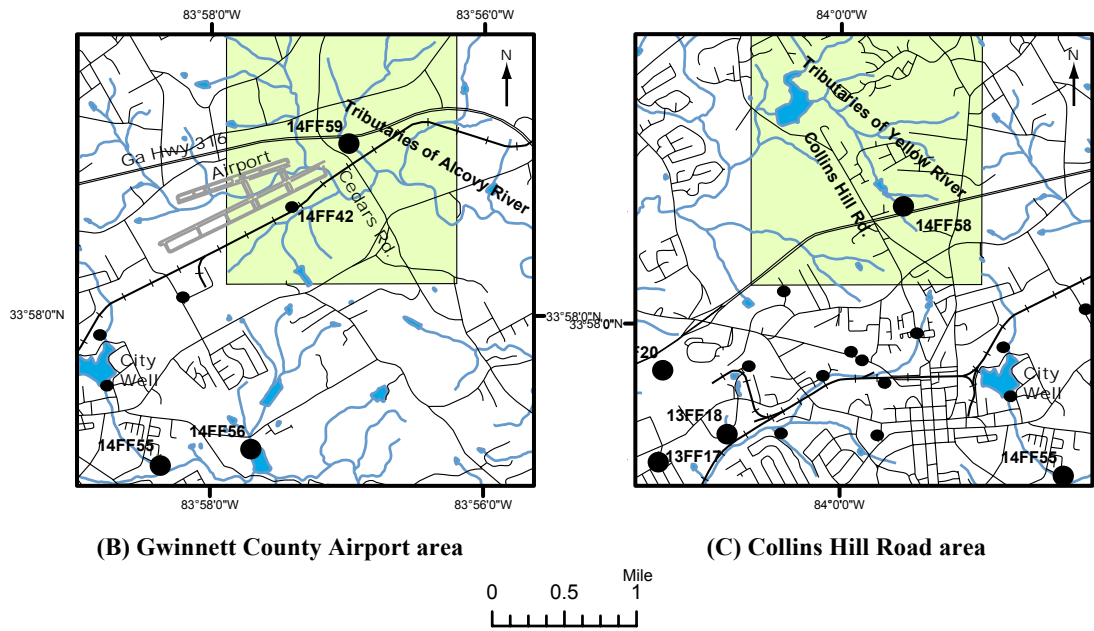 83°58'0"W
83°56'0"W
N
Tributaries of Alcovy River
14FF59
Ga Hwy 316
Airport
Cedars Rd.
14FF42
33°58'0"N
City
Well
14FF56
14FF55
83°58'0"W
83°56'0"W
(B) Gwinnett County Airport area
84°0'0"W
N
Tributaries of Yellow River
Collins Hill Rd.
14FF58
33°58'0"N
F20
City
Well
13FF18
13FF17
14FF55
84°0'0"W
(C) Collins Hill Road area
Mile
0 0.5 1